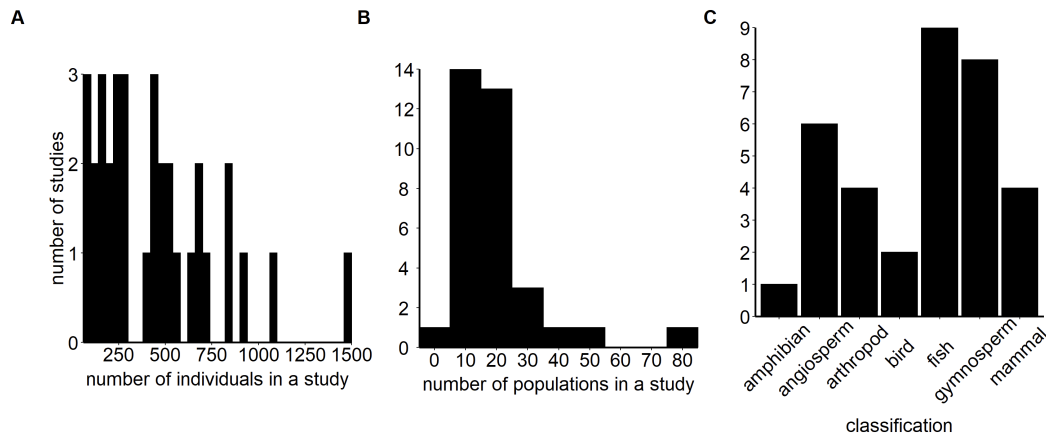 A
number of studies
3
2
1
0
250 500 750 1000 1250 1500
number of individuals in a study
B
14
12
10
8
6
4
2
0
0 10 20 30 40 50 60 70 80
number of populations in a study
C
9
8
7
6
5
4
3
2
1
0
amphibian
angiosperm
arthropod
bird
fish
gymnosperm
mammal
classification